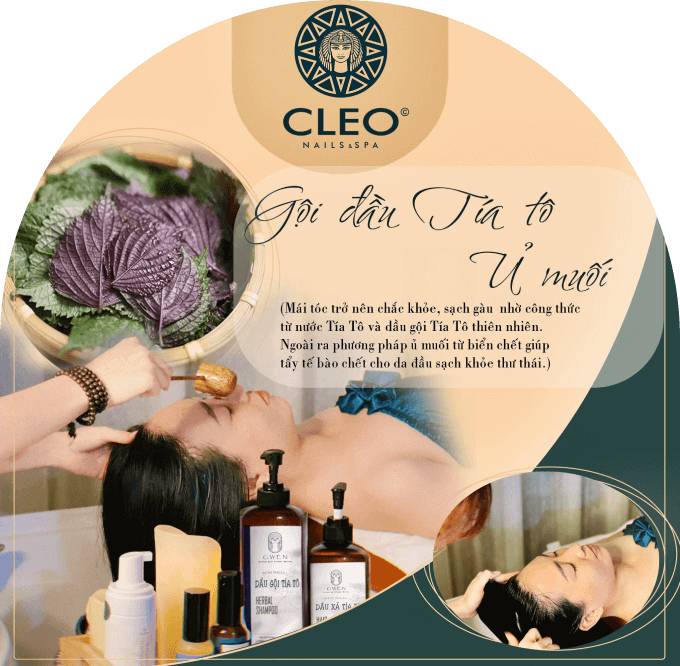 CLEO©
NAILS & SPA
Gội đầu Tía tô
Ủ muối
(Mái tóc trở nên chắc khỏe, sạch gàu nhờ công thức
từ nước Tía Tô và dầu gội Tía Tô thiên nhiên.
Ngoài ra phương pháp ủ muối từ biển chết giúp
tẩy tế bào chết cho da đầu sạch khỏe thư thái.)
GWEN
DẦU GỘI TÍA TÔ
HERBAL
SHAMPOO
GWEN
DẦU XẢ TÍA TÔ